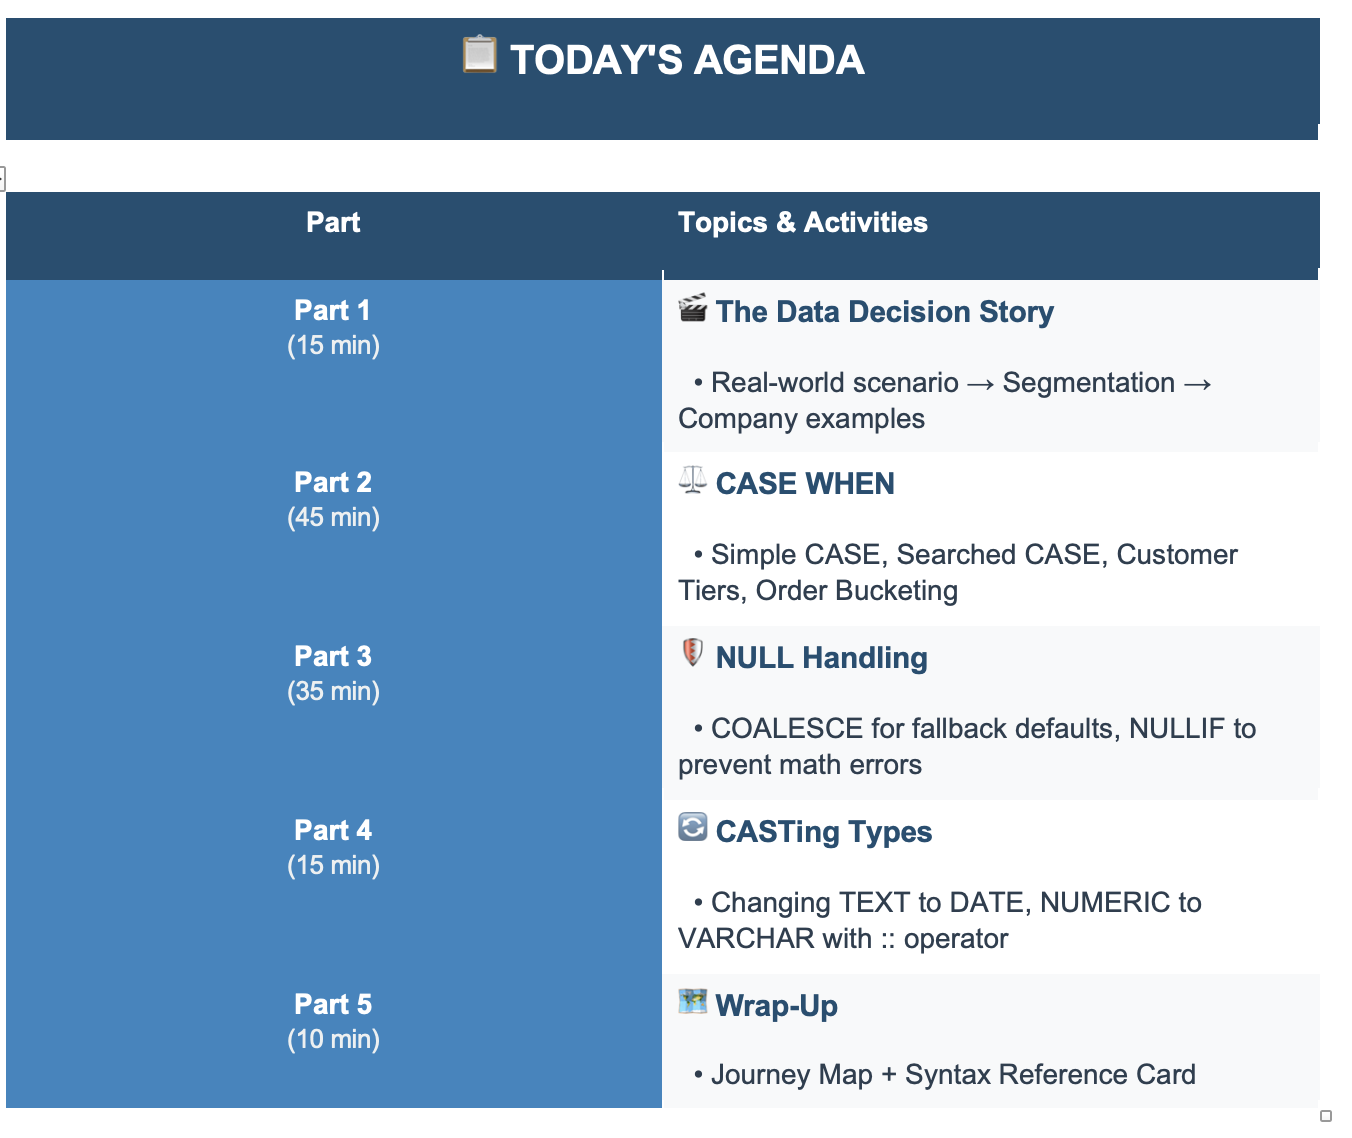 TODAY'S AGENDA
Part
Topics & Activities
Part 1
(15 min)
The Data Decision Story
• Real-world scenario → Segmentation →
Company examples
Part 2
(45 min)
CASE WHEN
• Simple CASE, Searched CASE, Customer
Tiers, Order Bucketing
Part 3
(35 min)
NULL Handling
• COALESCE for fallback defaults, NULLIF to
prevent math errors
Part 4
(15 min)
CASTing Types
• Changing TEXT to DATE, NUMERIC to
VARCHAR with :: operator
Part 5
(10 min)
Wrap-Up
• Journey Map + Syntax Reference Card